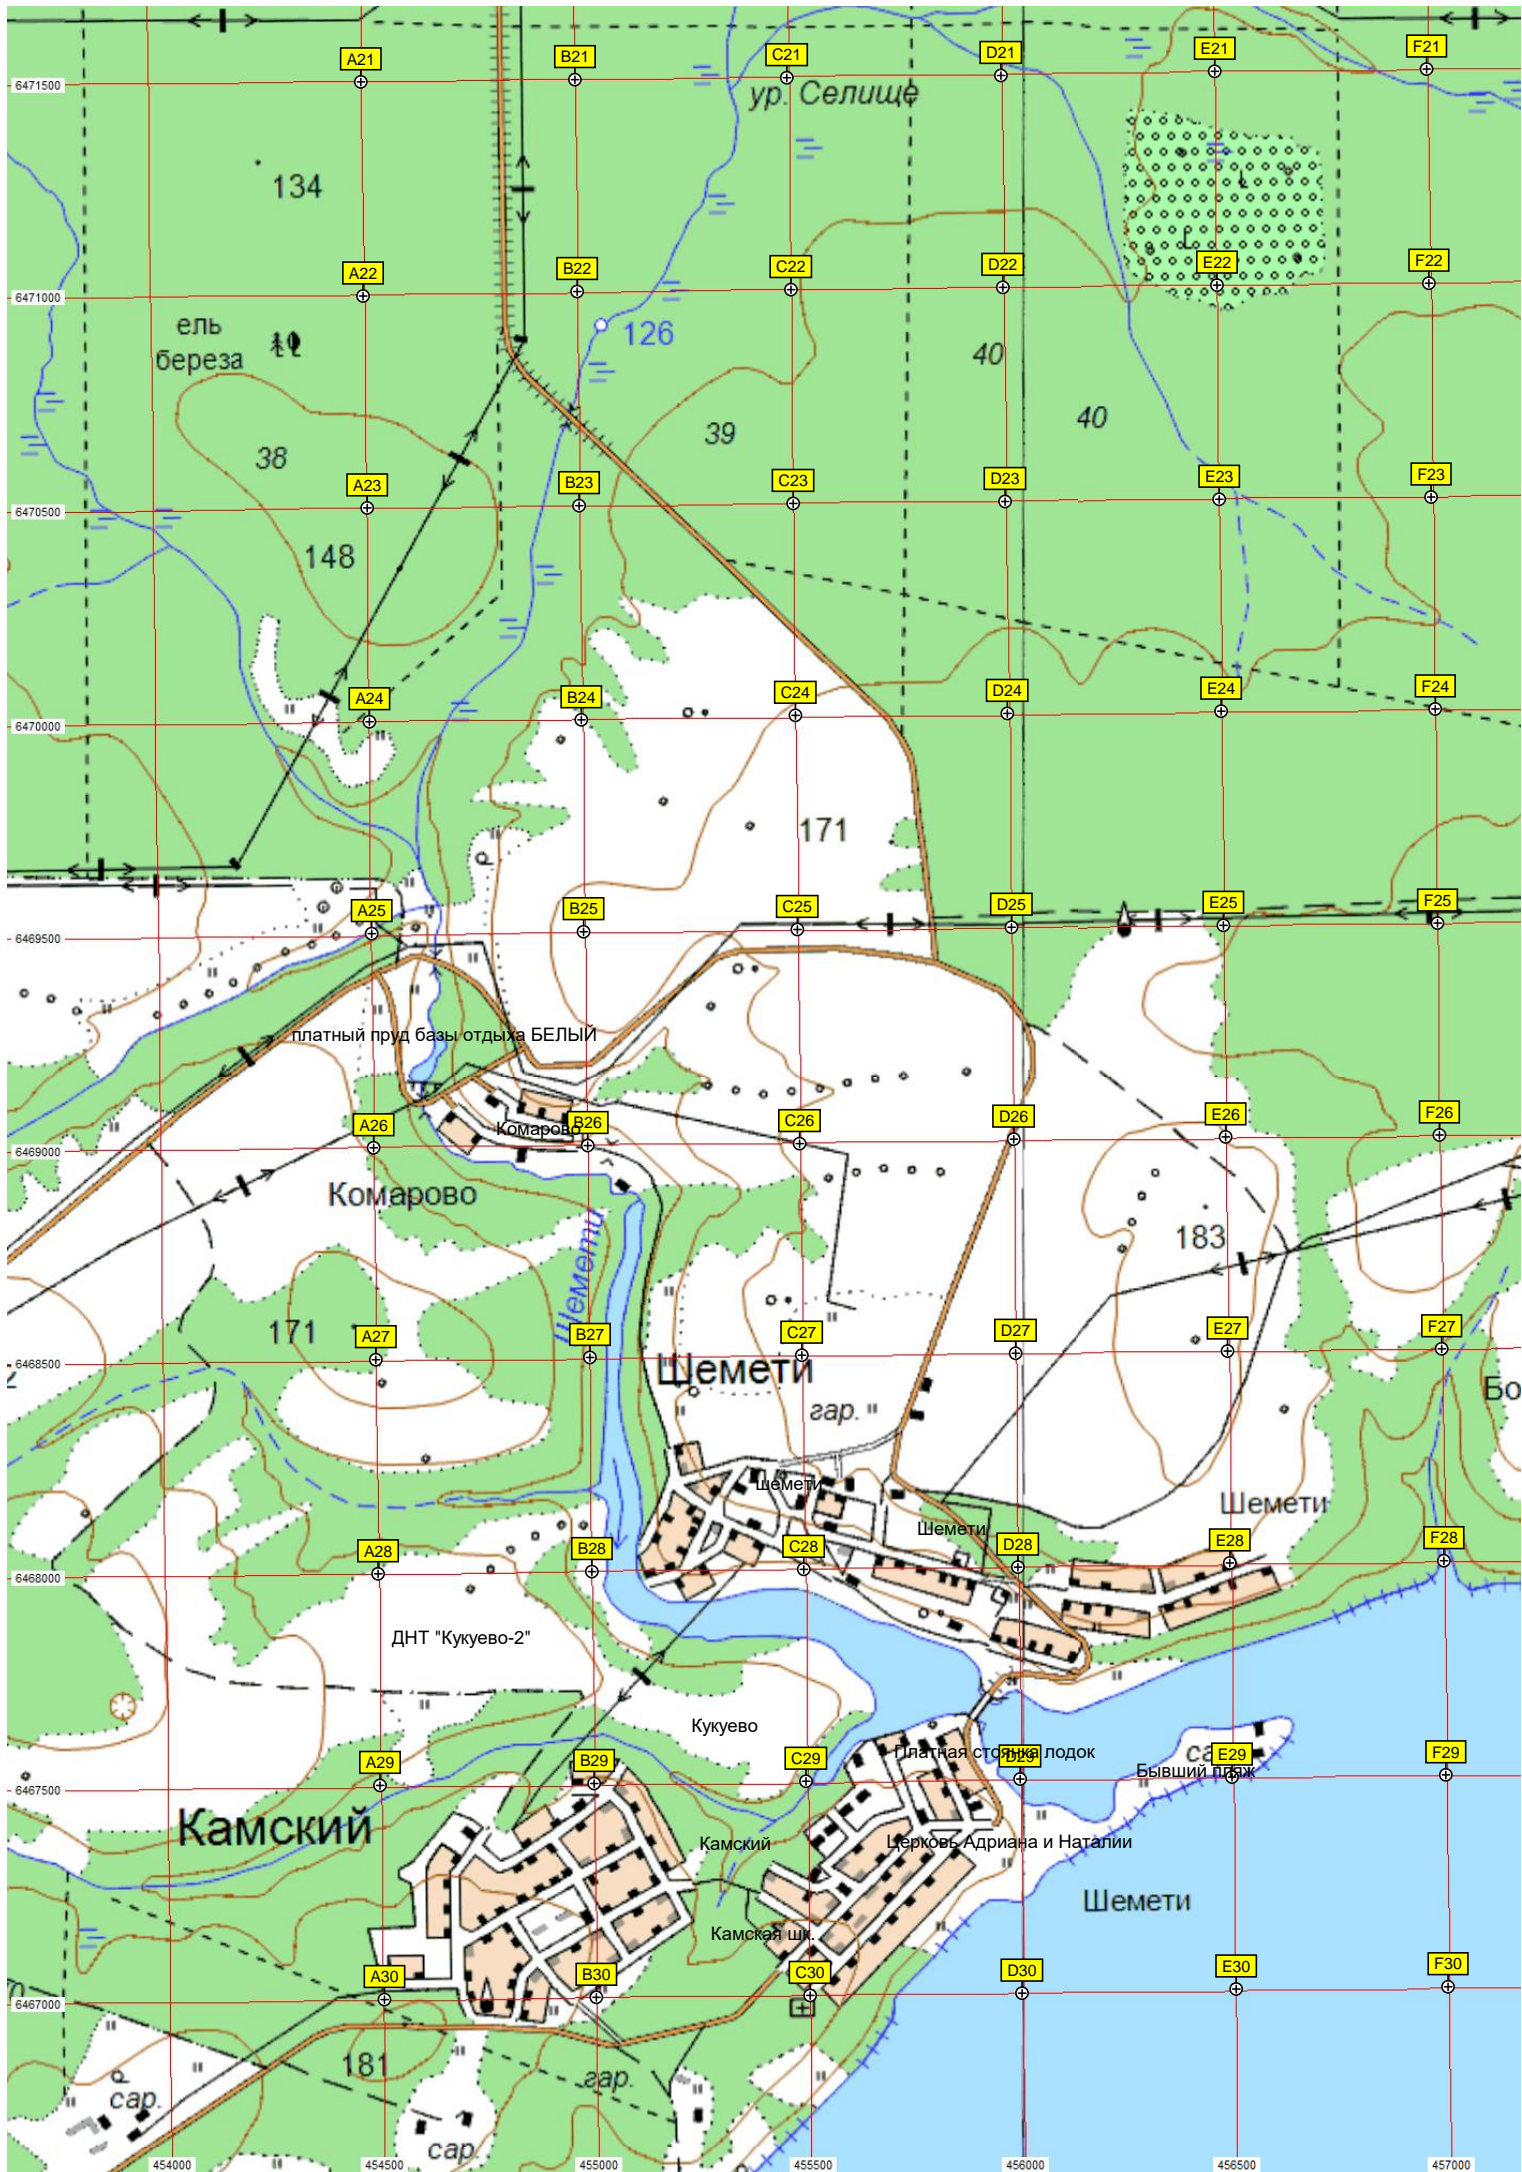 A21
B21
C21
D21
E21
F21
6471500
ур. Селище
134
A22
B22
C22
D22
E22
F22
6471000
ель
береза
126
40
40
38
39
A23
B23
C23
D23
E23
F23
6470500
148
A24
B24
C24
D24
E24
F24
6470000
171
A25
B25
C25
D25
E25
F25
6469500
платный пруд базы отдыха БЕЛЫЙ
A26
B26
C26
D26
E26
F26
Комарово
6469000
Комарово
Шемети
183
A27
B27
C27
D27
E27
F27
171
6468500
Шемети
Бо
гар.
шемети
Шемети
Шемети
A28
B28
C28
D28
E28
F28
6468000
ДНТ "Кукуево-2"
Кукуево
A29
B29
C29
D29
E29
F29
Платная стоянка лодок
Бывший пляж
6467500
Камский
Камский
Церковь Адриана и Наталии
Шемети
Камская шк.
A30
B30
C30
D30
E30
F30
6467000
181
гар.
сар.
сар.
454000
454500
455000
455500
456000
456500
457000